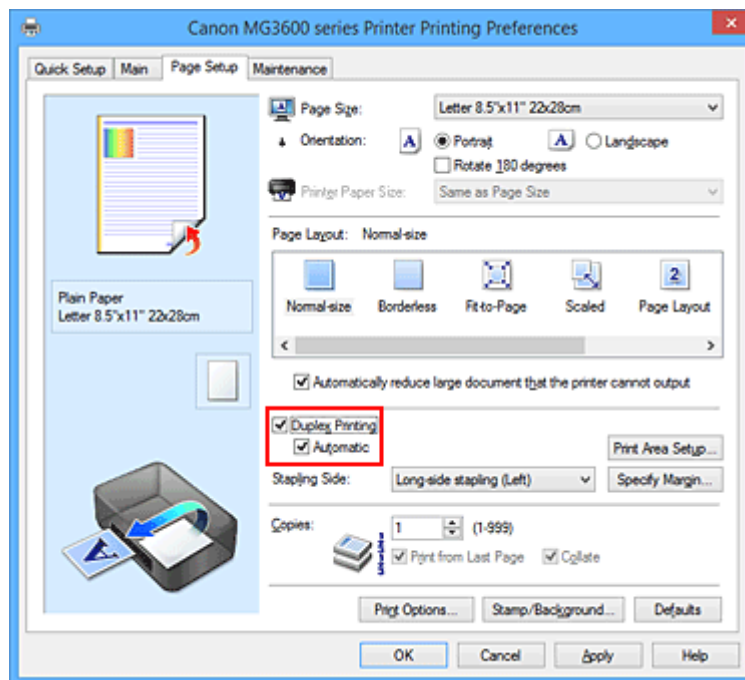 Canon MG3600 series Printer Printing Preferences
Quick Setup Main Page Setup Maintenance
Page Size: Letter 8.5"x11" 22x28cm
Orientation: A Portrait A Landscape
Rotate 180 degrees
Printer Paper Size: Same as Page Size
Page Layout: Normal-size
2
Normal-size Borderless Fit-to-Page Scaled Page Layout
Plain Paper
Letter 8.5"x11" 22x28cm
Automatically reduce large document that the printer cannot output
Duplex Printing
Automatic
Print Area Setup...
Stapling Side: Long-side stapling (Left) Specify Margin...
Copies: 1 (1-999)
Print from Last Page Collate
A
Print Options... Stamp/Background... Defaults
OK Cancel Apply Help